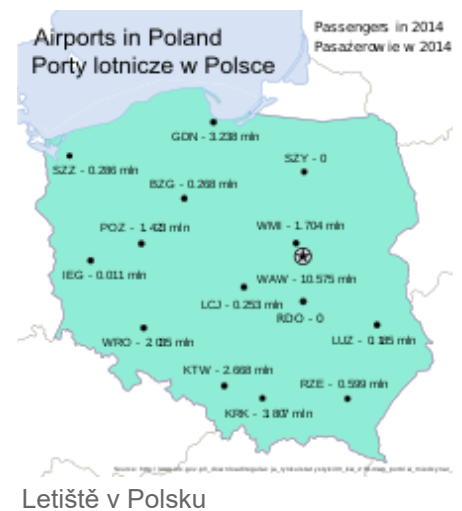 Airports in Poland
Porty lotnicze w Polsce
Passengers in 2014
Pasażerowie w 2014
GDN - 3.238 mln
SZY - 0
SZZ - 0.286 mln
BZG - 0.268 mln
POZ - 1.423 mln
WMI - 1.704 mln
IEG - 0.011 mln
WAW - 10.575 mln
LCJ - 0.253 mln
RDO - 0
WRO - 2.035 mln
LUZ - 0.185 mln
KTW - 2.668 mln
RZE - 0.599 mln
KRK - 3.807 mln
Source:
Letiště v Polsku